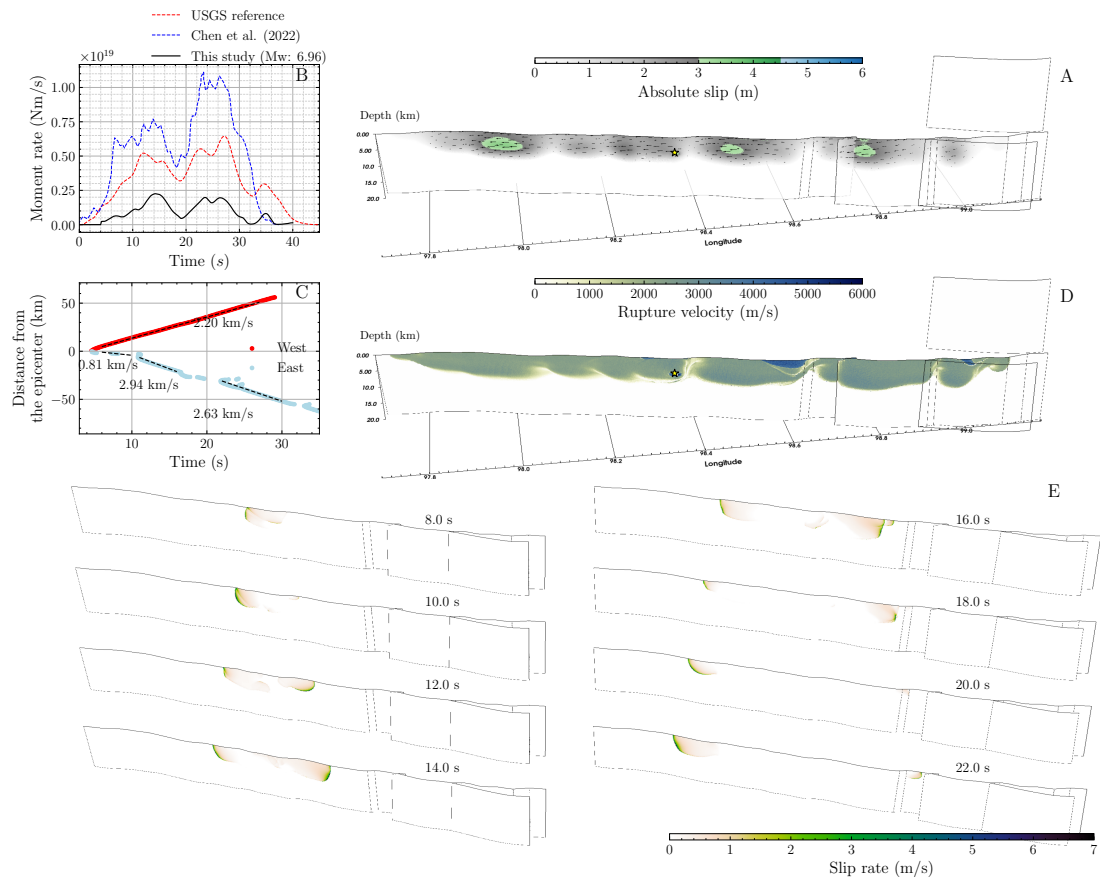 USGS reference
Chen et al. (2022)
This study (Mw: 6.96)
×10¹⁹
B
1.00
0.75
0.50
0.25
0.00
Moment rate (Nm/s)
0 10 20 30 40
Time (s)
0 1 2 3 4 5 6
Absolute slip (m)
A
Depth (km)
0.00
5.00
10.0
15.0
20.0
97.8 98.0 98.2 98.4 98.6 98.8 99.0
Longitude
C
50
0
−50
Distance from
the epicenter (km)
2.20 km/s
0.81 km/s
2.94 km/s
2.63 km/s
West
East
10 20 30
Time (s)
0 1000 2000 3000 4000 5000 6000
Rupture velocity (m/s)
D
Depth (km)
0.00
5.00
10.0
15.0
20.0
97.8 98.0 98.2 98.4 98.6 98.8 99.0
Longitude
E
8.0 s
10.0 s
12.0 s
14.0 s
16.0 s
18.0 s
20.0 s
22.0 s
0 1 2 3 4 5 6 7
Slip rate (m/s)